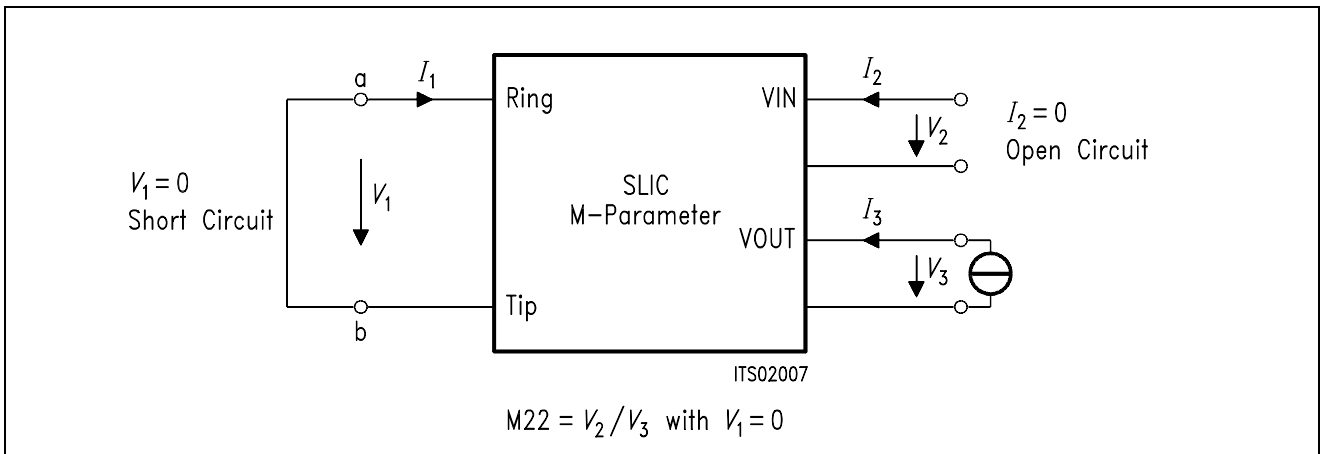 a
I₁
Ring
VIN
I₂
V₂
I₂ = 0
Open Circuit
V₁ = 0
Short Circuit
V₁
SLIC
M-Parameter
I₃
VOUT
V₃
Tip
b
ITS02007
M22 = V₂/V₃ with V₁ = 0